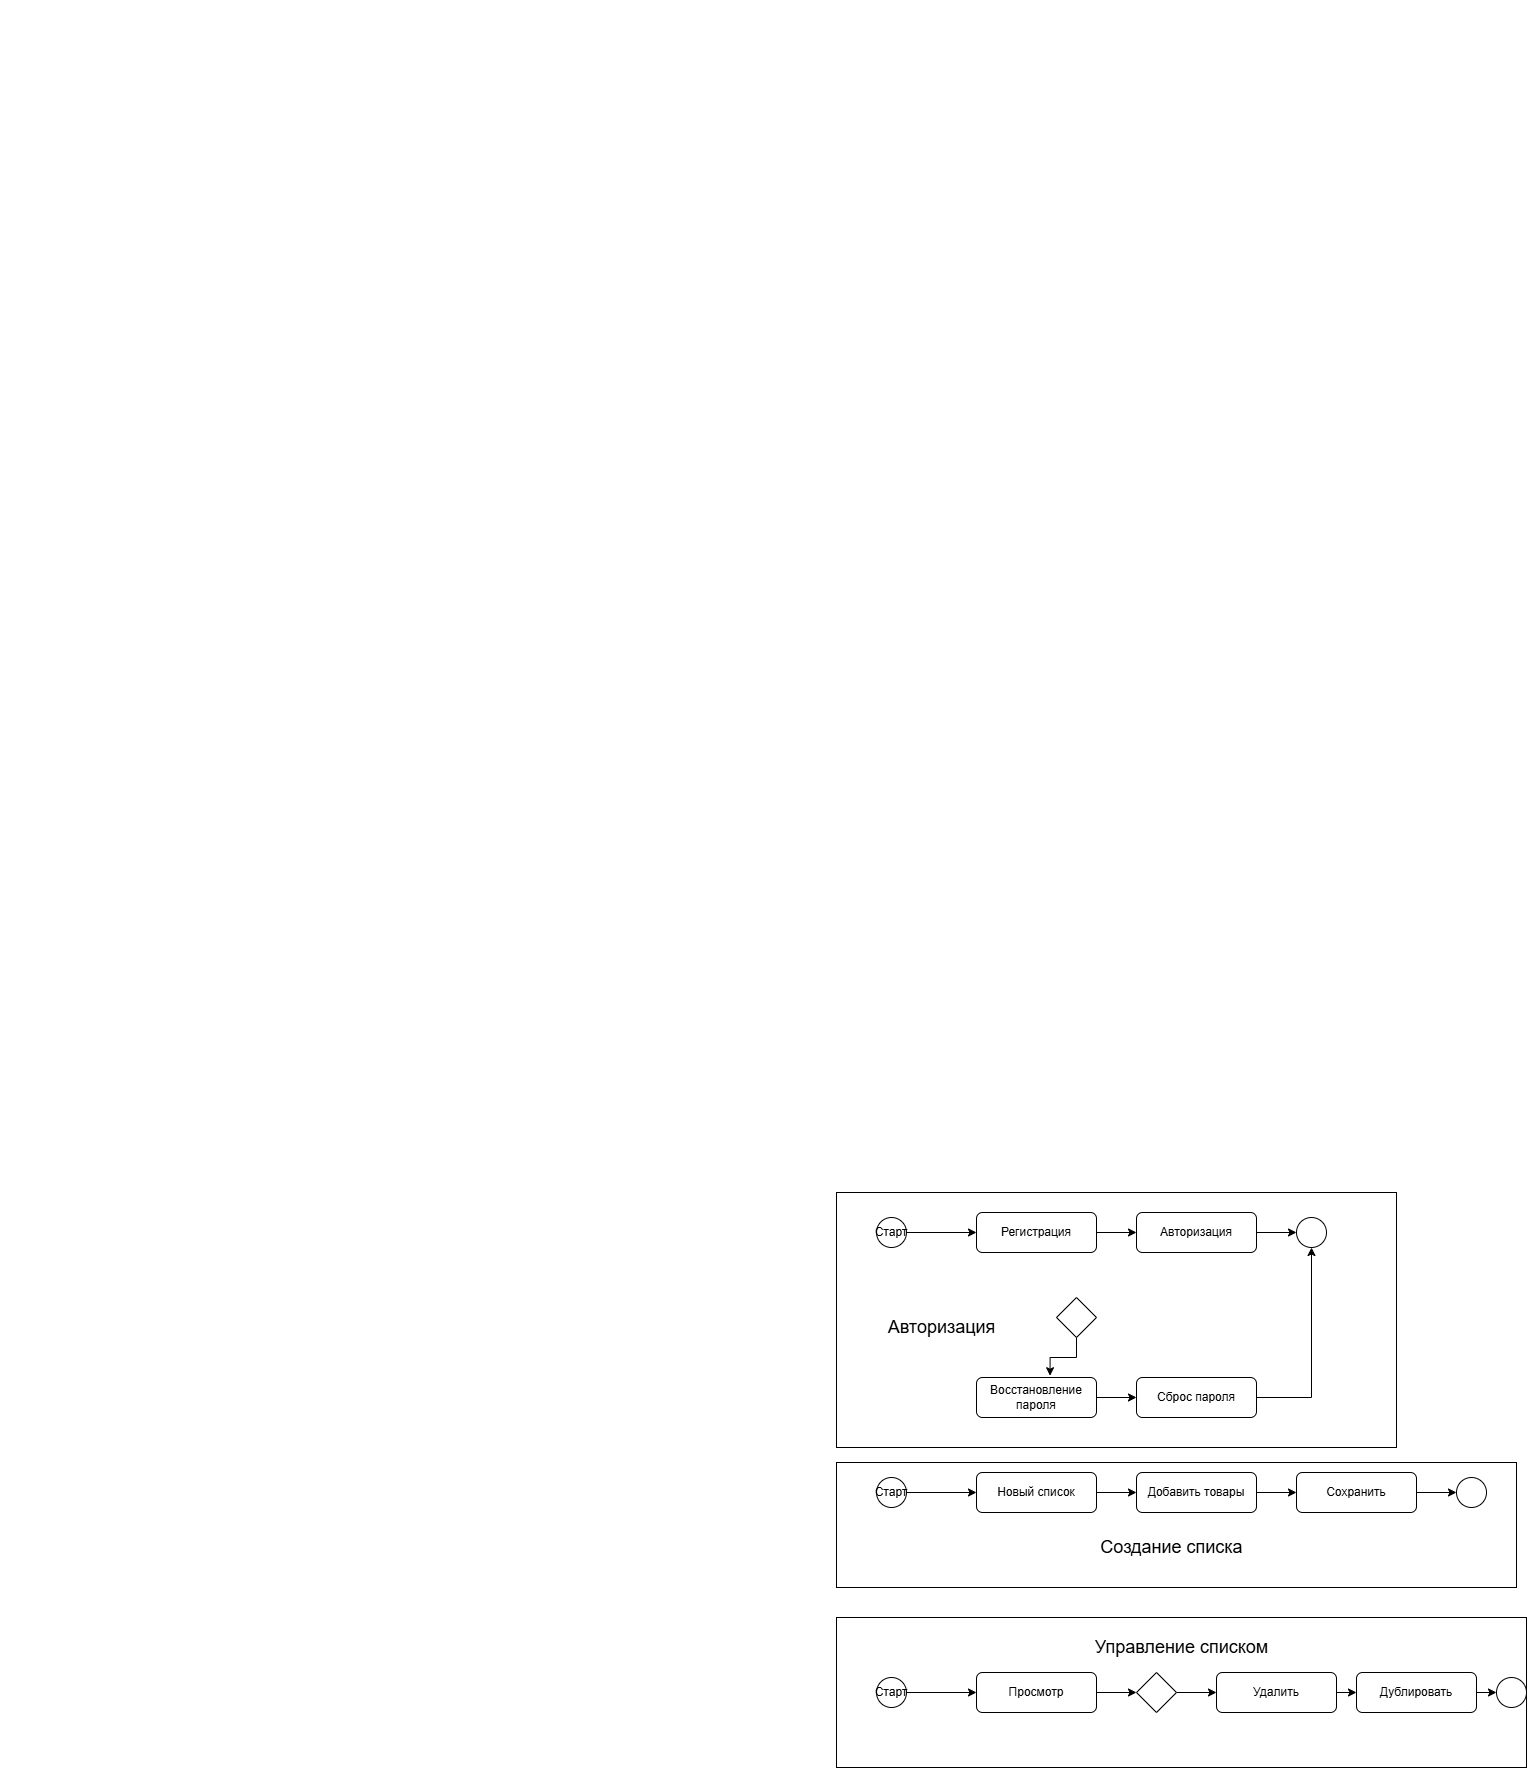 Старт
Регистрация
Авторизация
Авторизация
Восстановление
пароля
Сброс пароля
Старт
Новый список
Добавить товары
Сохранить
Создание списка
Управление списком
Старт
Просмотр
Удалить
Дублировать